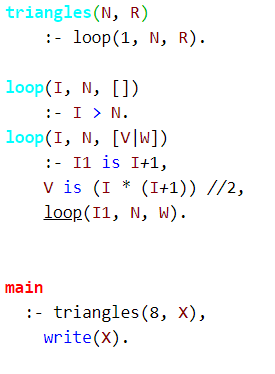 triangles(N, R)
    :- loop(1, N, R).

loop(I, N, [])
    :- I > N.
loop(I, N, [V|W])
    :- I1 is I+1,
    V is (I * (I+1)) //2,
    loop(I1, N, W).


main
  :- triangles(8, X),
    write(X).